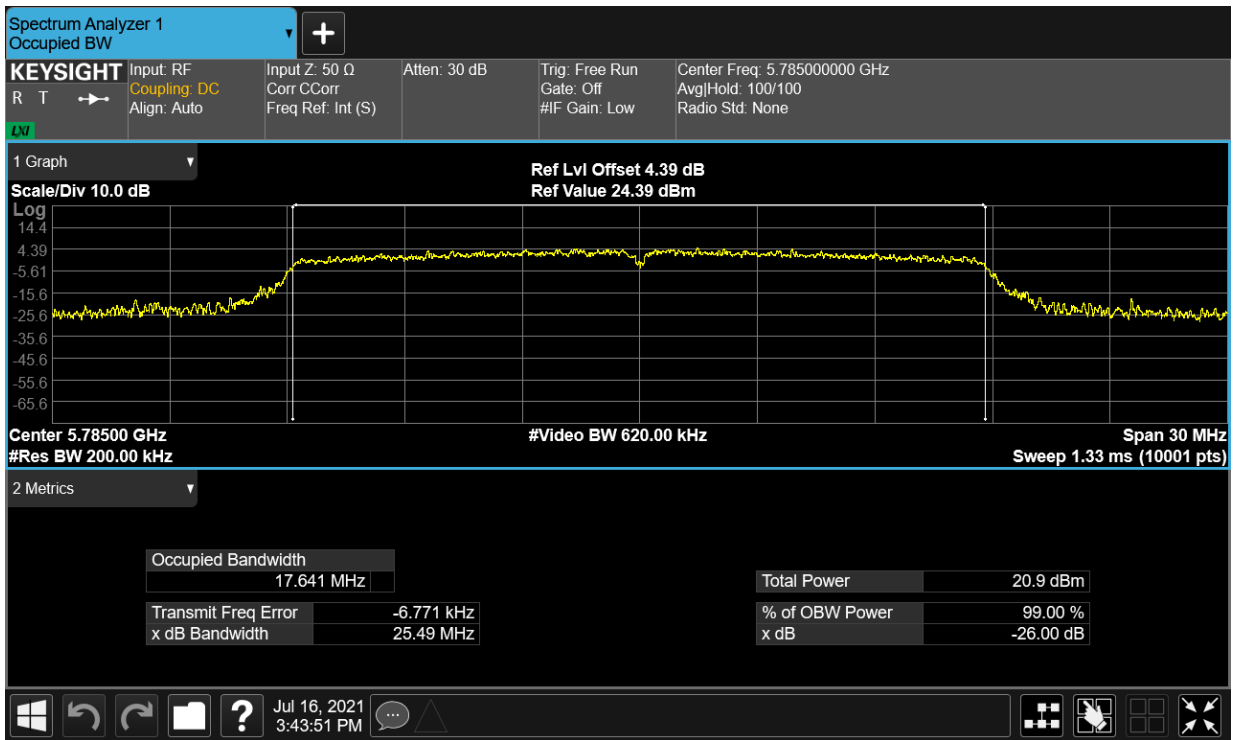 Spectrum Analyzer 1
Occupied BW
KEYSIGHT
R T
LXI
Input: RF
Coupling: DC
Align: Auto
Input Z: 50 Ω
Corr CCorr
Freq Ref: Int (S)
Atten: 30 dB
Trig: Free Run
Gate: Off
#IF Gain: Low
Center Freq: 5.785000000 GHz
Avg|Hold: 100/100
Radio Std: None
1 Graph
Scale/Div 10.0 dB
Ref Lvl Offset 4.39 dB
Ref Value 24.39 dBm
Log
14.4
4.39
-5.61
-15.6
-25.6
-35.6
-45.6
-55.6
-65.6
Center 5.78500 GHz
#Res BW 200.00 kHz
#Video BW 620.00 kHz
Span 30 MHz
Sweep 1.33 ms (10001 pts)
2 Metrics
Occupied Bandwidth
17.641 MHz
Transmit Freq Error -6.771 kHz
x dB Bandwidth 25.49 MHz
Total Power 20.9 dBm
% of OBW Power 99.00 %
x dB -26.00 dB
?
Jul 16, 2021
3:43:51 PM